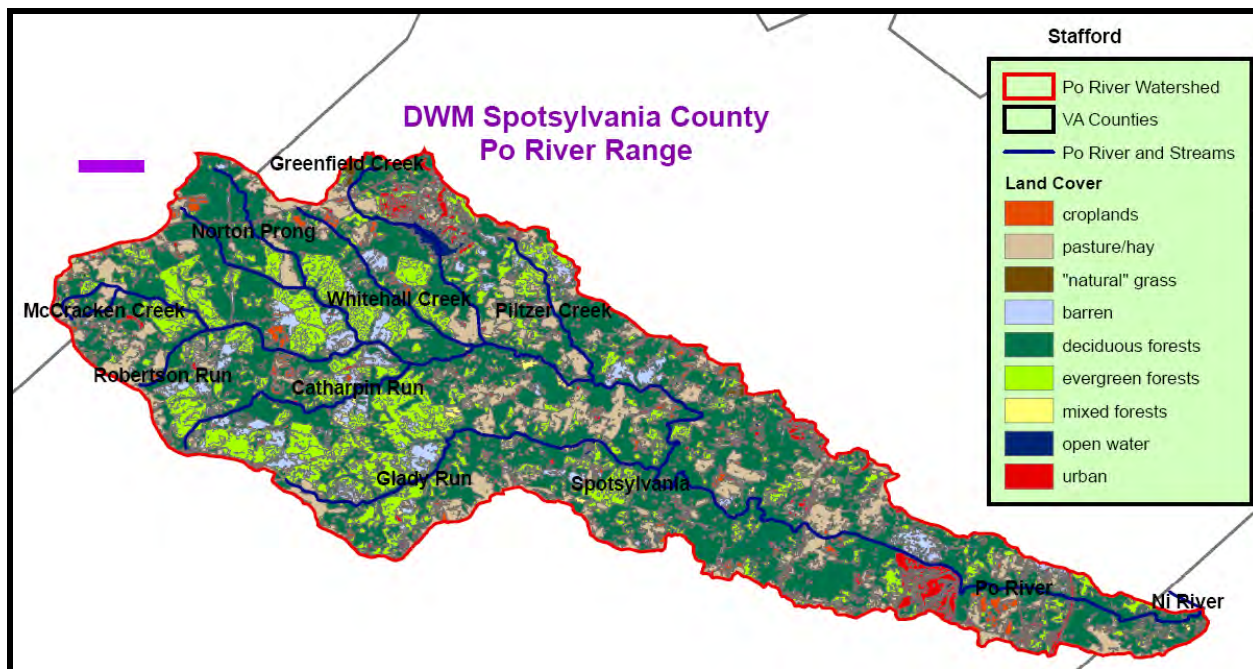 Stafford
DWM Spotsylvania County
Po River Range
Po River Watershed
VA Counties
Po River and Streams
Land Cover
croplands
pasture/hay
"natural" grass
barren
deciduous forests
evergreen forests
mixed forests
open water
urban
Greenfield Creek
Norton Prong
McCracken Creek
Whitehall Creek
Piltzer Creek
Robertson Run
Catharpin Run
Glady Run
Spotsylvania
Po River
Ni River